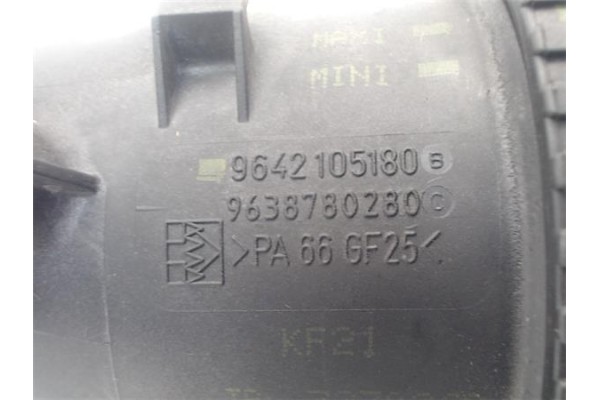 MAXI
MINI
9642105180 B
9638780280 C
>PA 66 GF25<
KF21